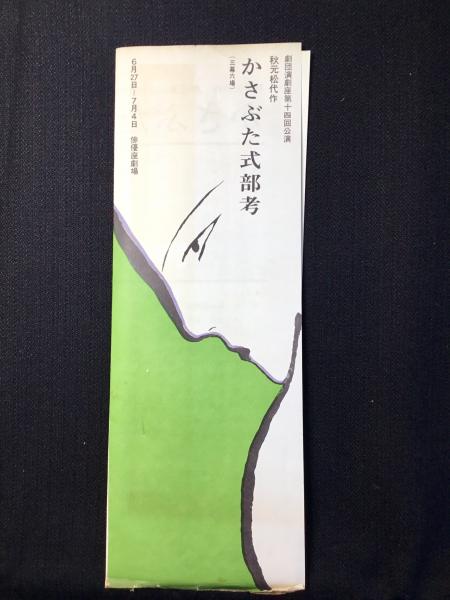 劇団演劇座第十四回公演
秋元松代作
かさぶた式部考
(三幕六場)
6月27日-7月4日 俳優座劇場